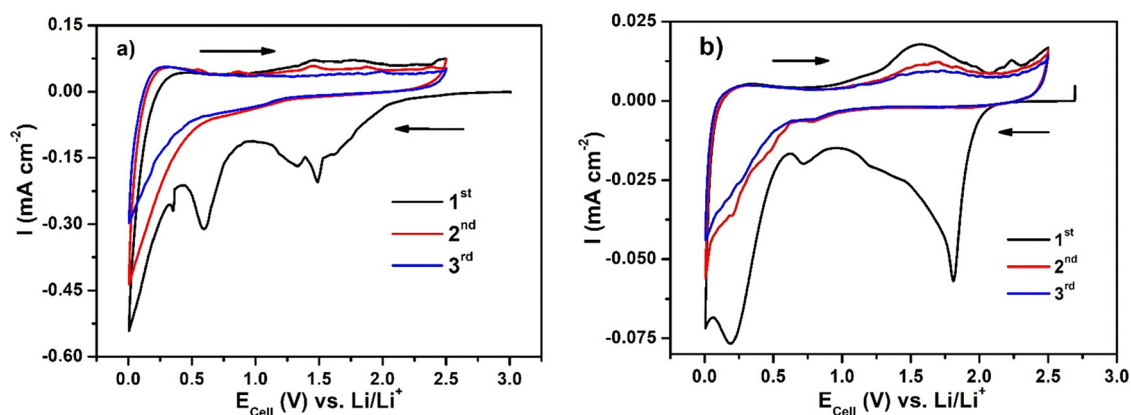 a)
I (mA cm⁻²)
0.15
0.00
-0.15
-0.30
-0.45
-0.60
1ˢᵗ
2ⁿᵈ
3ʳᵈ
0.0 0.5 1.0 1.5 2.0 2.5 3.0
E_Cell (V) vs. Li/Li⁺
b)
I (mA cm⁻²)
0.025
0.000
-0.025
-0.050
-0.075
1ˢᵗ
2ⁿᵈ
3ʳᵈ
0.0 0.5 1.0 1.5 2.0 2.5 3.0
E_Cell (V) vs. Li/Li⁺